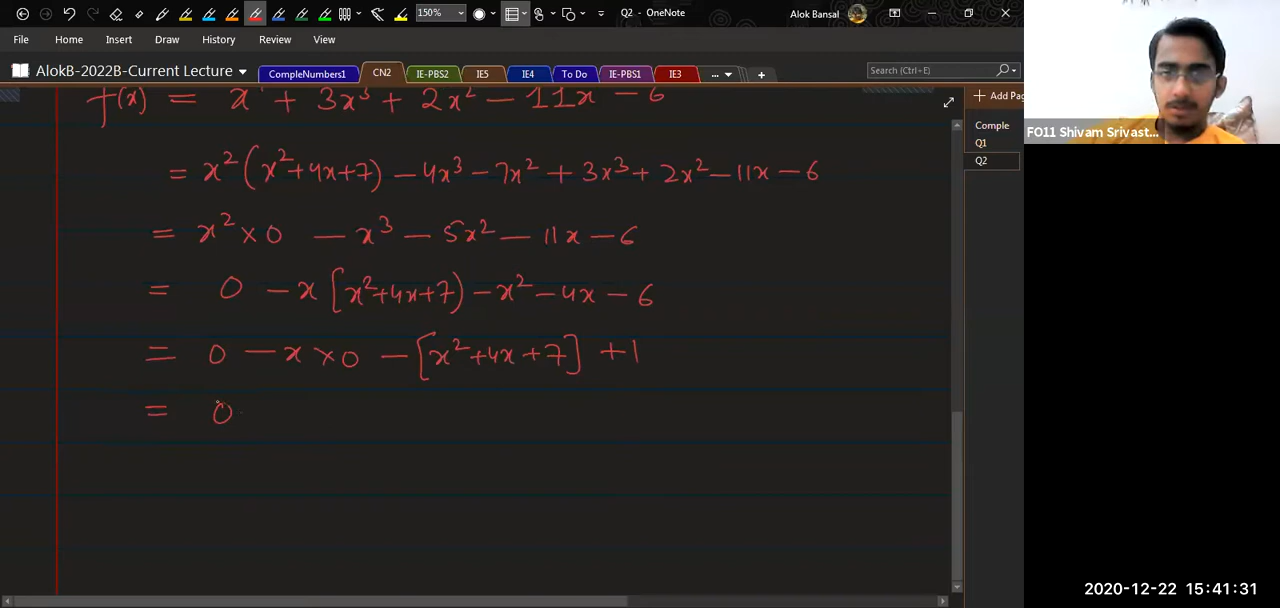 150%
Q2 - OneNote
Alok Bansal
File Home Insert Draw History Review View
AlokB-2022B-Current Lecture
CompleNumbers1 CN2 IE-PBS2 IE5 IE4 To Do IE-PBS1 IE3 ...
Search (Ctrl+E)
Add Pag
Comple
Q1
Q2
FO11 Shivam Srivast...
f(x) = x⁴ + 3x³ + 2x² - 11x - 6
= x² (x²+4x+7) - 4x³ - 7x² + 3x³ + 2x² - 11x - 6
= x² × 0 - x³ - 5x² - 11x - 6
= 0 - x [x²+4x+7) - x² - 4x - 6
= 0 - x × 0 - [x²+4x+7] + 1
= 0
2020-12-22 15:41:31